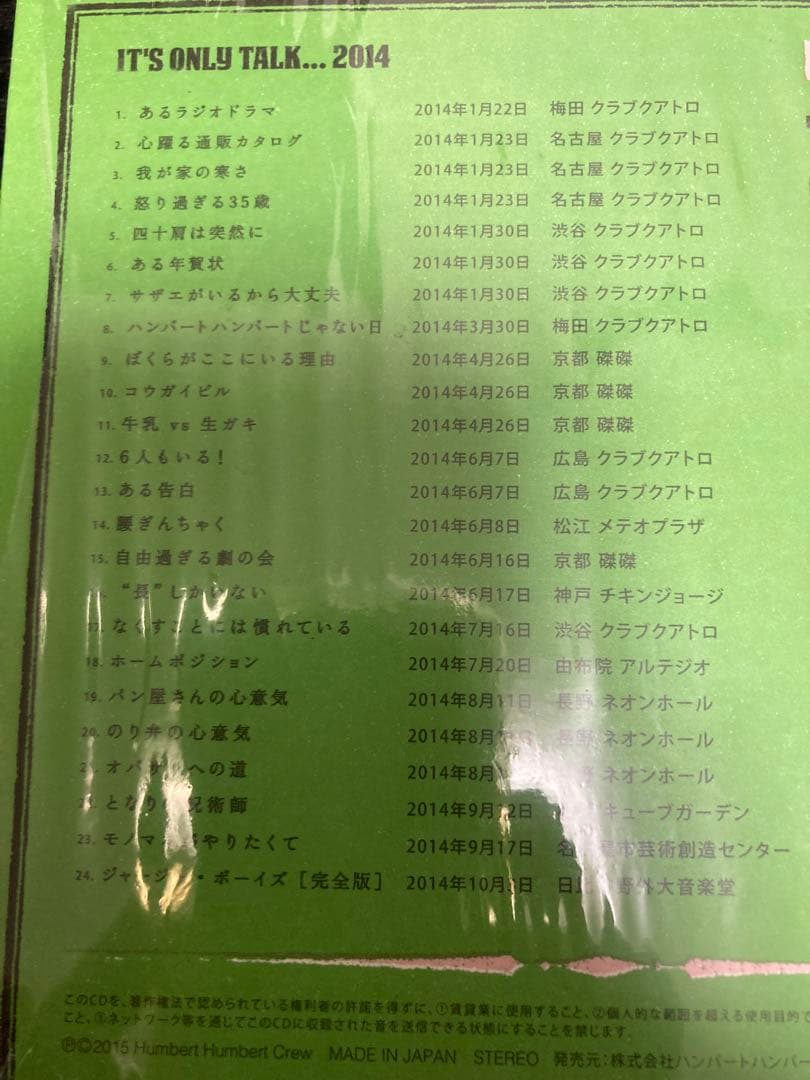 IT'S ONLY TALK... 2014
1. あるラジオドラマ 2014年1月22日 梅田 クラブクアトロ
2. 心躍る通販カタログ 2014年1月23日 名古屋 クラブクアトロ
3. 我が家の寒さ 2014年1月23日 名古屋 クラブクアトロ
4. 怒り過ぎる35歳 2014年1月23日 名古屋 クラブクアトロ
5. 四十肩は突然に 2014年1月30日 渋谷 クラブクアトロ
6. ある年賀状 2014年1月30日 渋谷 クラブクアトロ
7. サザエがいるから大丈夫 2014年1月30日 渋谷 クラブクアトロ
8. ハンバートハンバートじゃない日 2014年3月30日 梅田 クラブクアトロ
9. ぼくらがここにいる理由 2014年4月26日 京都 磔磔
10. コウガイビル 2014年4月26日 京都 磔磔
11. 牛乳 vs 生ガキ 2014年4月26日 京都 磔磔
12. 6人もいる! 2014年6月7日 広島 クラブクアトロ
13. ある告白 2014年6月7日 広島 クラブクアトロ
14. 腰ぎんちゃく 2014年6月8日 松江 メテオプラザ
15. 自由過ぎる劇の会 2014年6月16日 京都 磔磔
“長”しかいない 2014年6月17日 神戸 チキンジョージ
17. なくすことには慣れている 2014年7月16日 渋谷 クラブクアトロ
18. ホームポジション 2014年7月20日 由布院 アルテジオ
19. パン屋さんの心意気 2014年8月11日 長野 ネオンホール
20. のり弁の心意気 2014年8月 長野 ネオンホール
オバ への道 2014年8月 ネオンホール
となり 呪術師 2014年9月12日 キューブガーデン
23. モノマネ やりたくて 2014年9月17日 名 屋市芸術創造センター
24. ジャージー・ボーイズ [完全版] 2014年10月 日 日比 野外大音楽堂
このCDを、著作権法で認められている権利者の許諾を得ずに、①賃貸業に使用すること、②個人的な範囲を超える使用目的で
こと、③ネットワーク等を通じてこのCDに収録された音を送信できる状態にすることを禁じます。
Ⓟ©2015 Humbert Humbert Crew MADE IN JAPAN STEREO 発売元:株式会社ハンバートハンバー